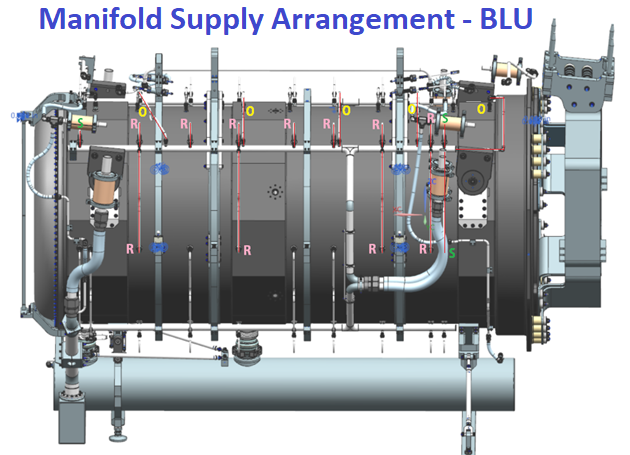 Manifold Supply Arrangement - BLU
O O O O O
S R R R R R R R S
R R R R S